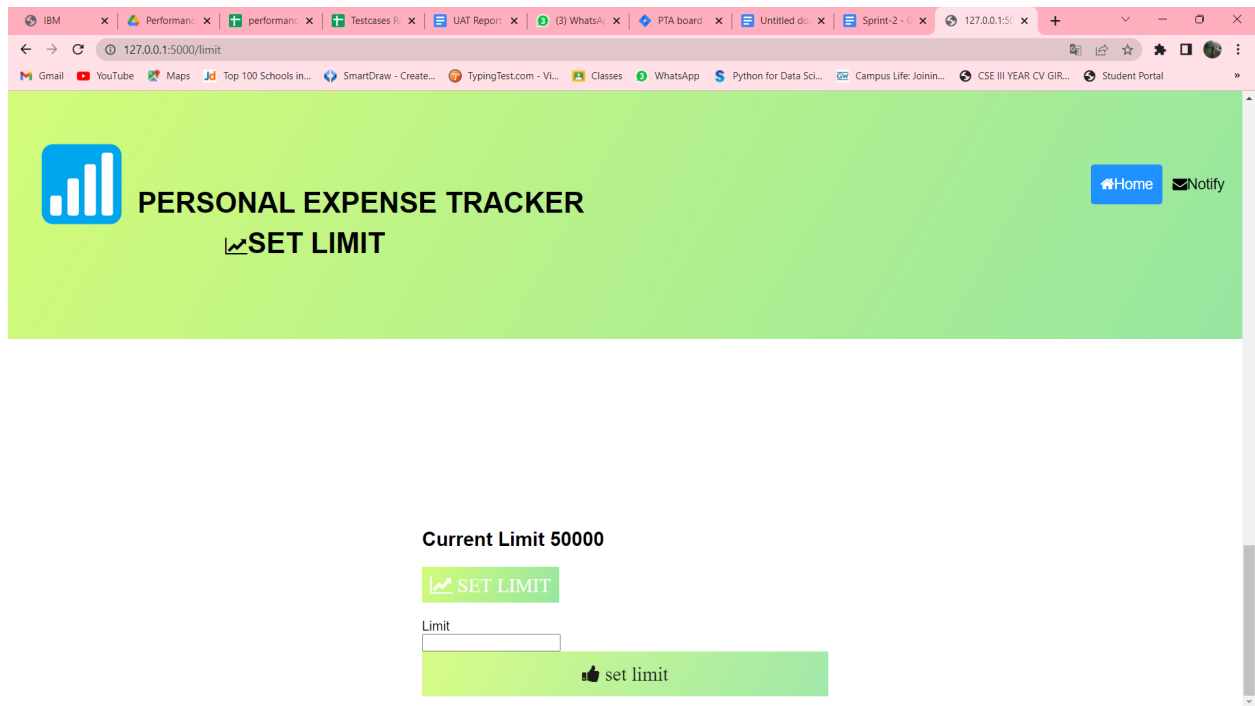 IBM Performanc performanc Testcases Re UAT Report (3) WhatsAp PTA board Untitled do Sprint-2 - G 127.0.0.1:50
127.0.0.1:5000/limit
Gmail YouTube Maps Top 100 Schools in... SmartDraw - Create... TypingTest.com - Vi... Classes WhatsApp Python for Data Sci... Campus Life: Joinin... CSE III YEAR CV GIR... Student Portal »
PERSONAL EXPENSE TRACKER
SET LIMIT
Home Notify
Current Limit 50000
SET LIMIT
Limit
set limit